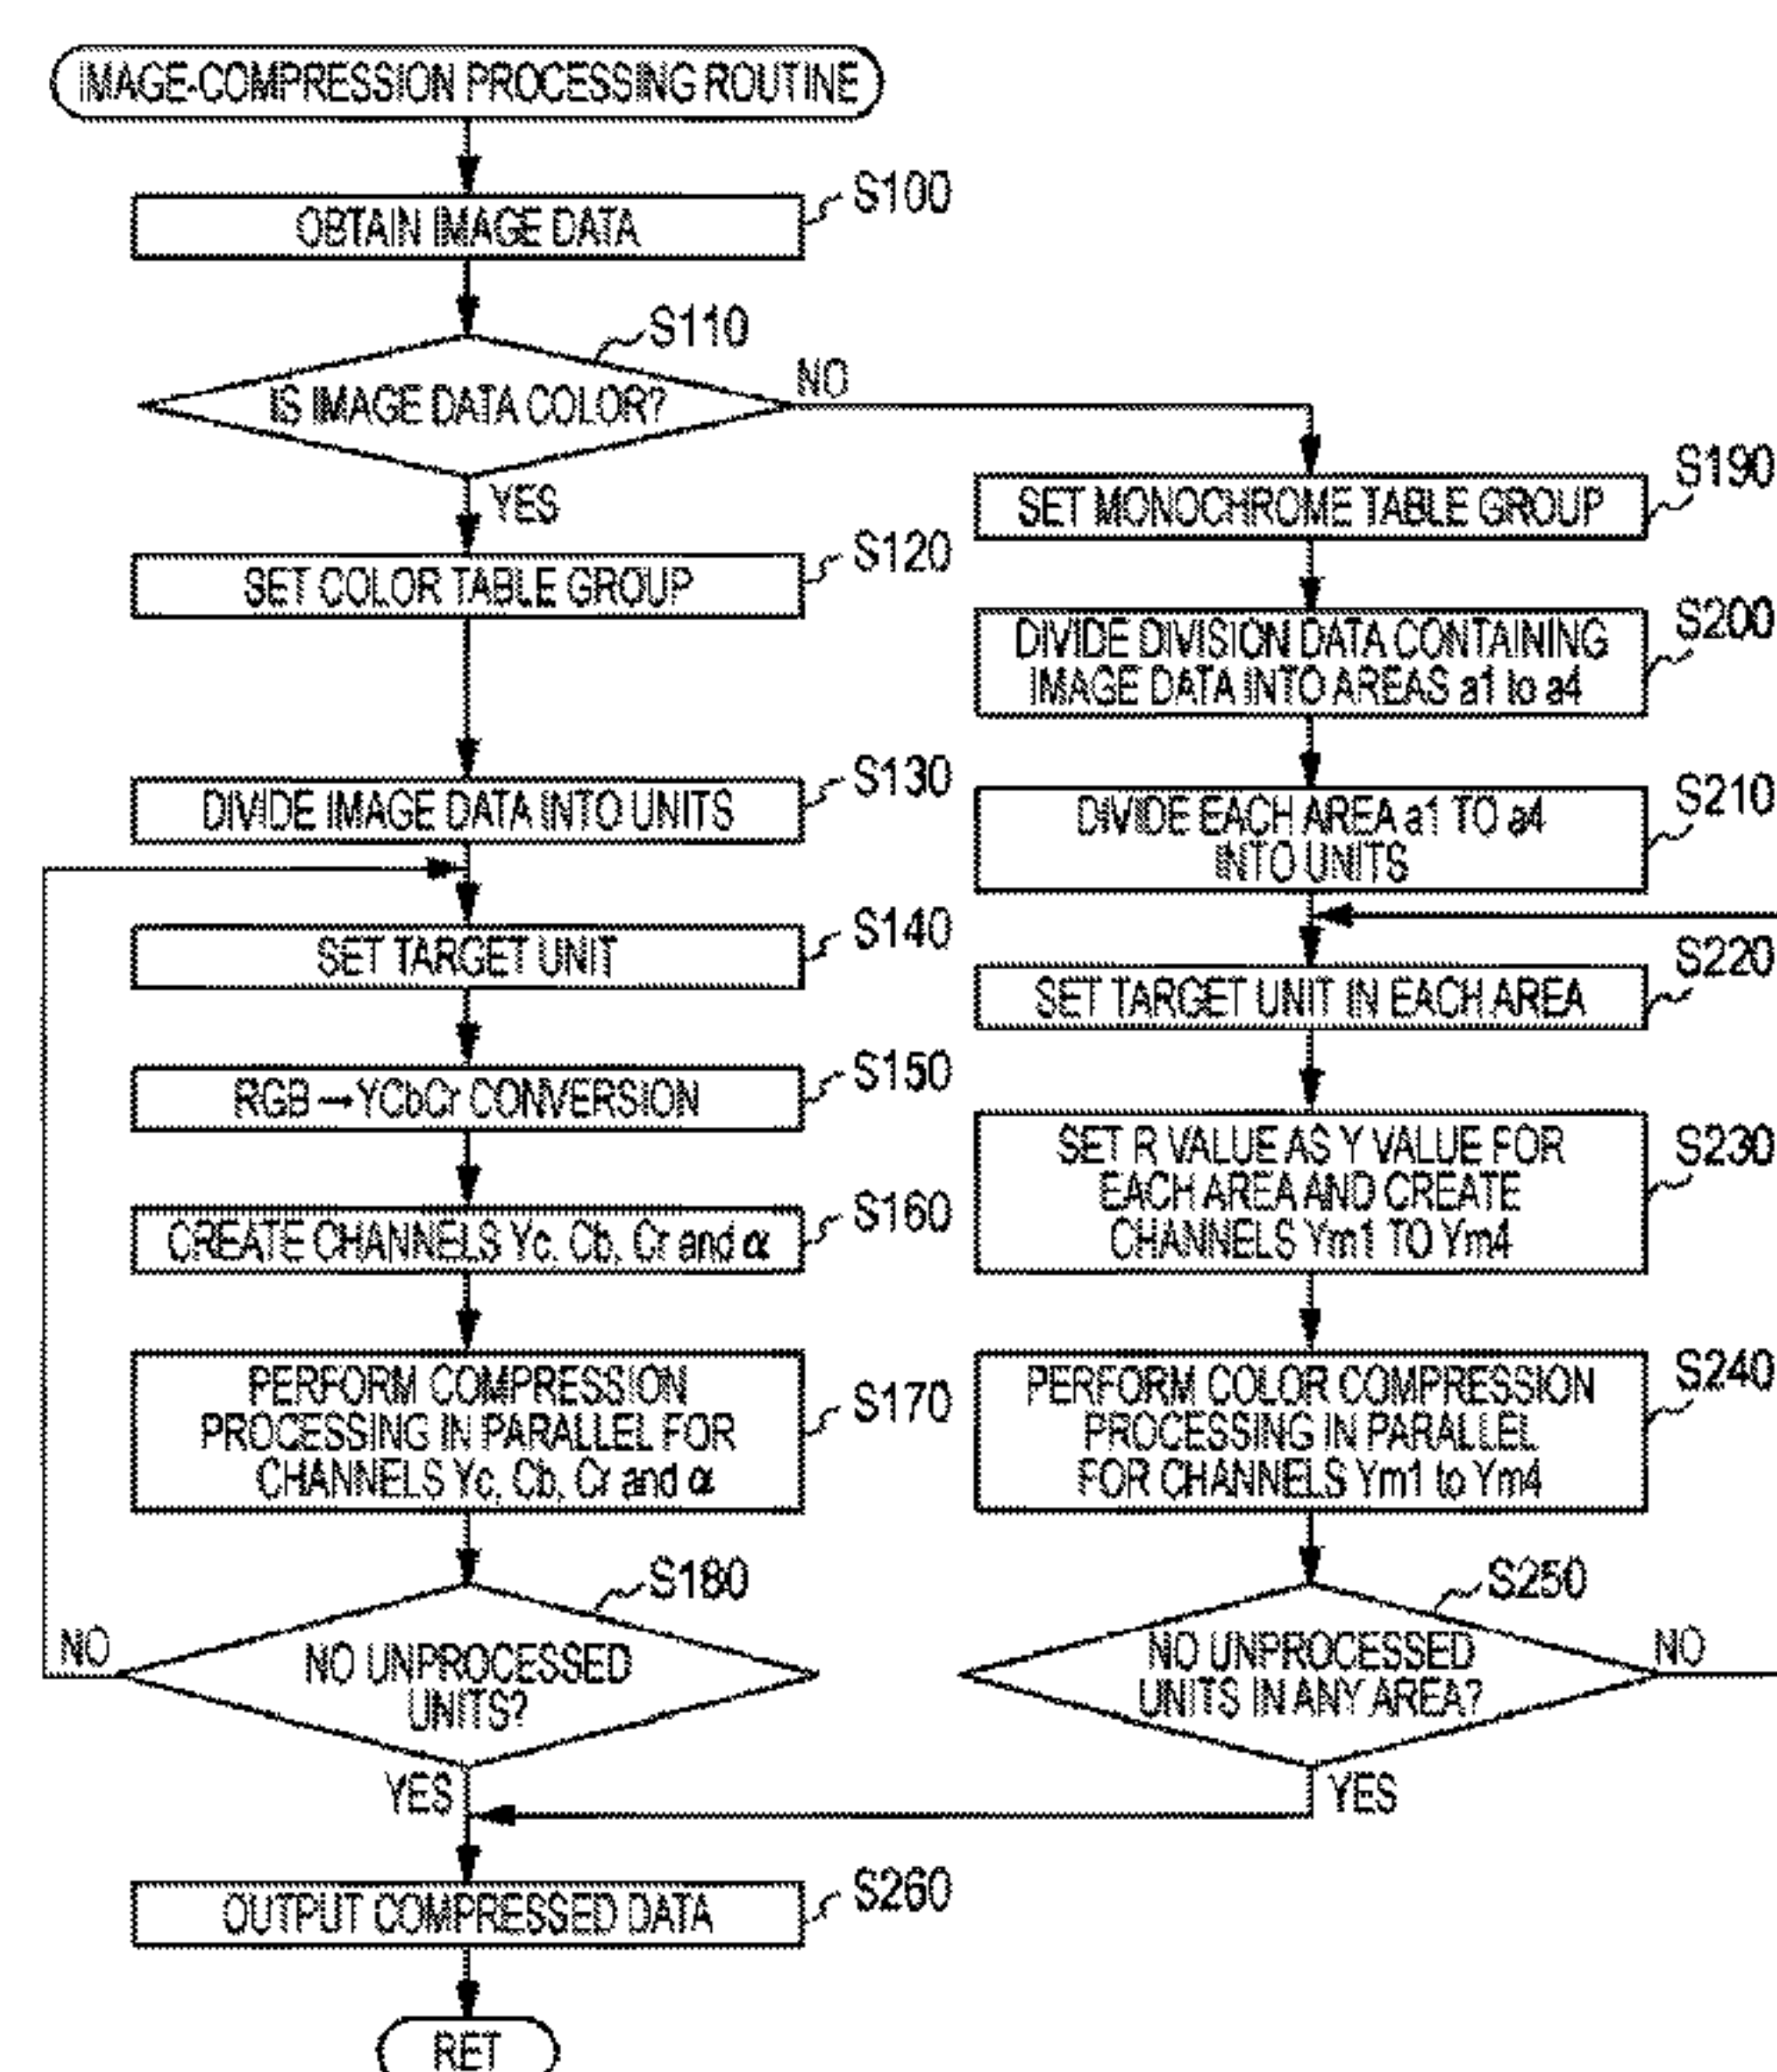 IMAGE-COMPRESSION PROCESSING ROUTINE
S100
OBTAIN IMAGE DATA
S110
IS IMAGE DATA COLOR?
NO
YES
S120
SET COLOR TABLE GROUP
S130
DIVIDE IMAGE DATA INTO UNITS
S140
SET TARGET UNIT
S150
RGB→YCbCr CONVERSION
S160
CREATE CHANNELS Yc, Cb, Cr and α
PERFORM COMPRESSION
PROCESSING IN PARALLEL FOR
CHANNELS Yc, Cb, Cr and α
S170
S180
NO UNPROCESSED
UNITS?
NO
YES
S190
SET MONOCHROME TABLE GROUP
S200
DIVIDE DIVISION DATA CONTAINING
IMAGE DATA INTO AREAS a1 to a4
S210
DIVIDE EACH AREA a1 TO a4
INTO UNITS
S220
SET TARGET UNIT IN EACH AREA
S230
SET R VALUE AS Y VALUE FOR
EACH AREA AND CREATE
CHANNELS Ym1 TO Ym4
S240
PERFORM COLOR COMPRESSION
PROCESSING IN PARALLEL
FOR CHANNELS Ym1 to Ym4
S250
NO UNPROCESSED
UNITS IN ANY AREA?
NO
YES
S260
OUTPUT COMPRESSED DATA
RET